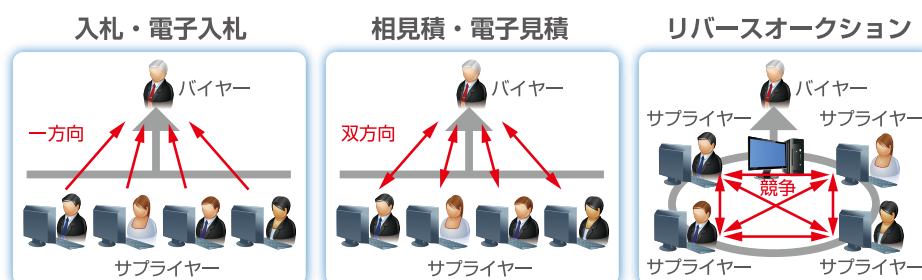 入札・電子入札
バイヤー
一方向
サプライヤー
相見積・電子見積
バイヤー
双方向
サプライヤー
リバースオークション
バイヤー
サプライヤー
サプライヤー
競争
サプライヤー
サプライヤー